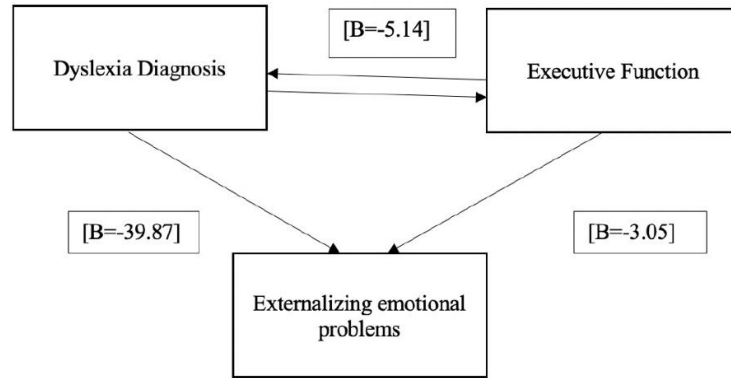 [B=-5.14]
Dyslexia Diagnosis
Executive Function
[B=-39.87]
[B=-3.05]
Externalizing emotional
problems